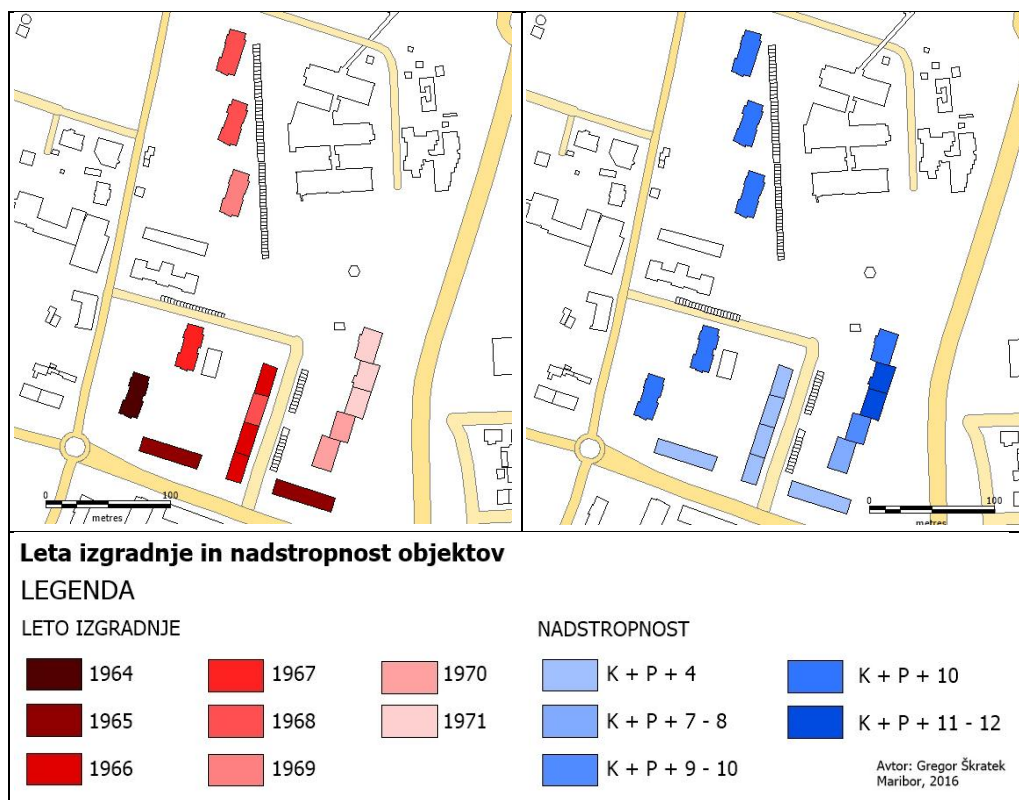 0 100
metres
0 100
metres
Leta izgradnje in nadstropnost objektov
LEGENDA
LETO IZGRADNJE
1964
1965
1966
1967
1968
1969
1970
1971
NADSTROPNOST
K + P + 4
K + P + 7 - 8
K + P + 9 - 10
K + P + 10
K + P + 11 - 12
Avtor: Gregor Škratek
Maribor, 2016